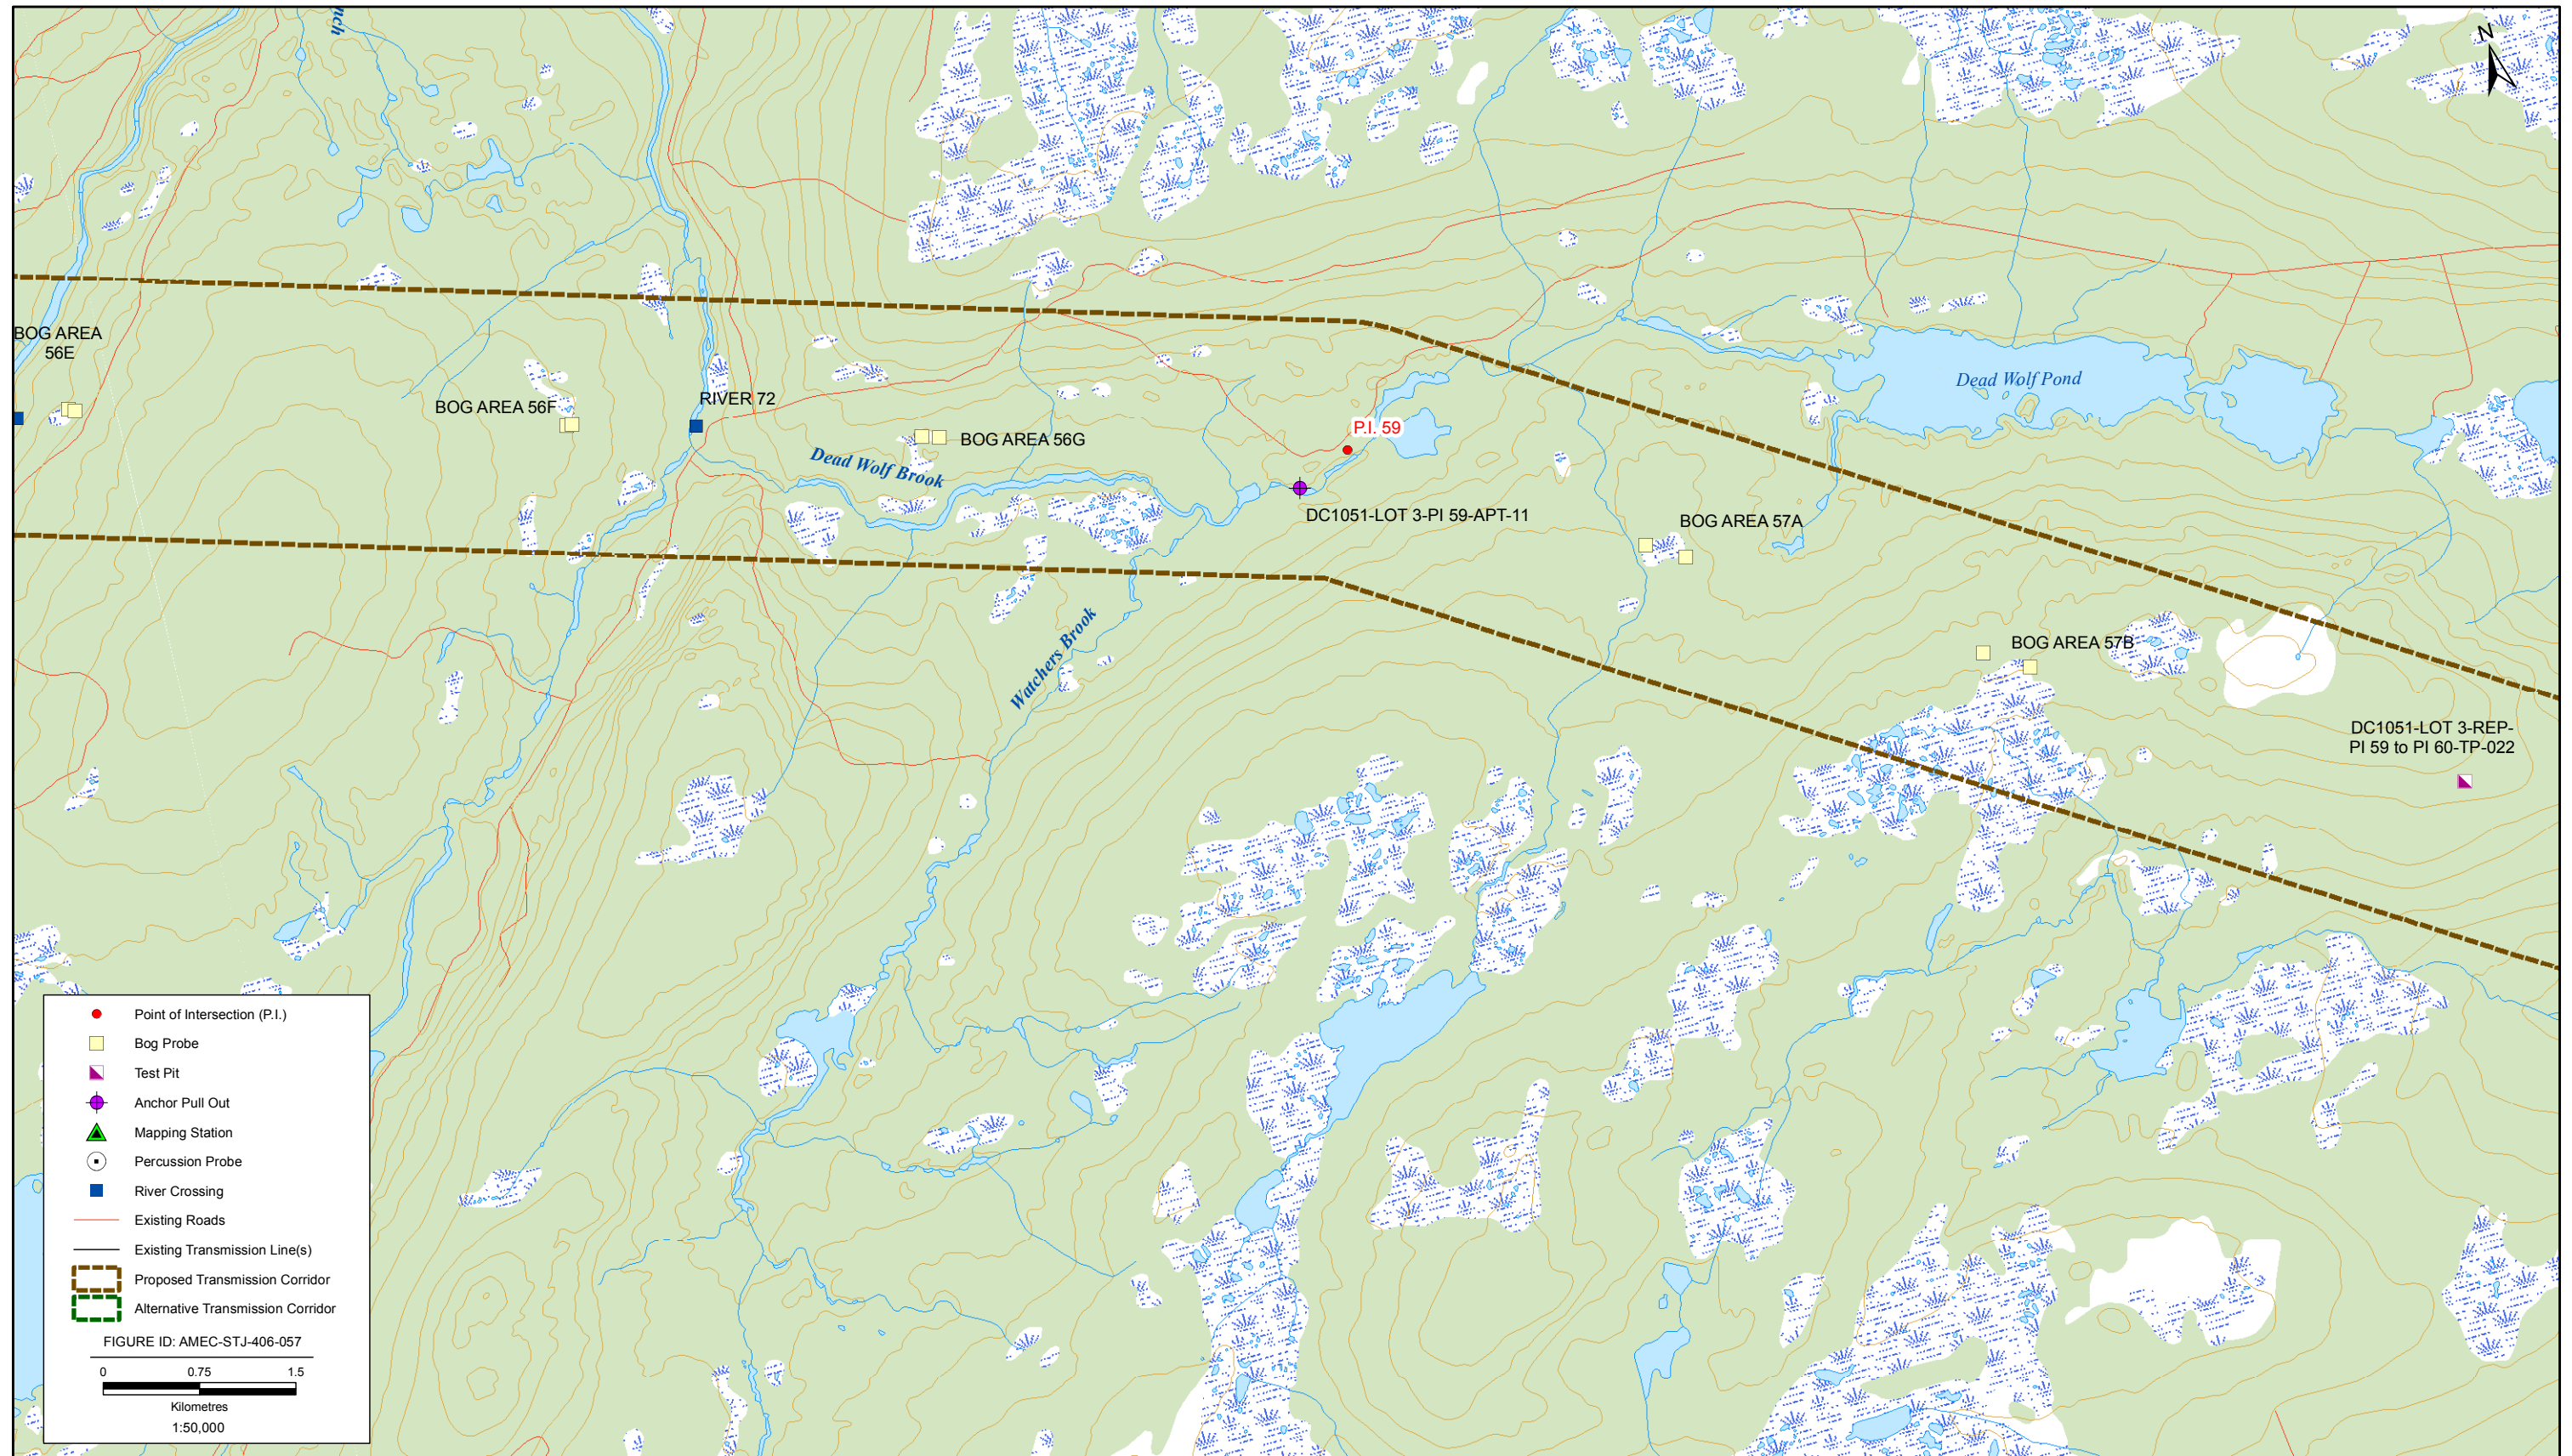 nch
N
BOG AREA
56E
BOG AREA 56F
RIVER 72
BOG AREA 56G
Dead Wolf Brook
P.I. 59
Dead Wolf Pond
DC1051-LOT 3-PI 59-APT-11
BOG AREA 57A
Watchers Brook
BOG AREA 57B
DC1051-LOT 3-REP-
PI 59 to PI 60-TP-022
Point of Intersection (P.I.)
Bog Probe
Test Pit
Anchor Pull Out
Mapping Station
Percussion Probe
River Crossing
Existing Roads
Existing Transmission Line(s)
Proposed Transmission Corridor
Alternative Transmission Corridor
FIGURE ID: AMEC-STJ-406-057
0 0.75 1.5
Kilometres
1:50,000